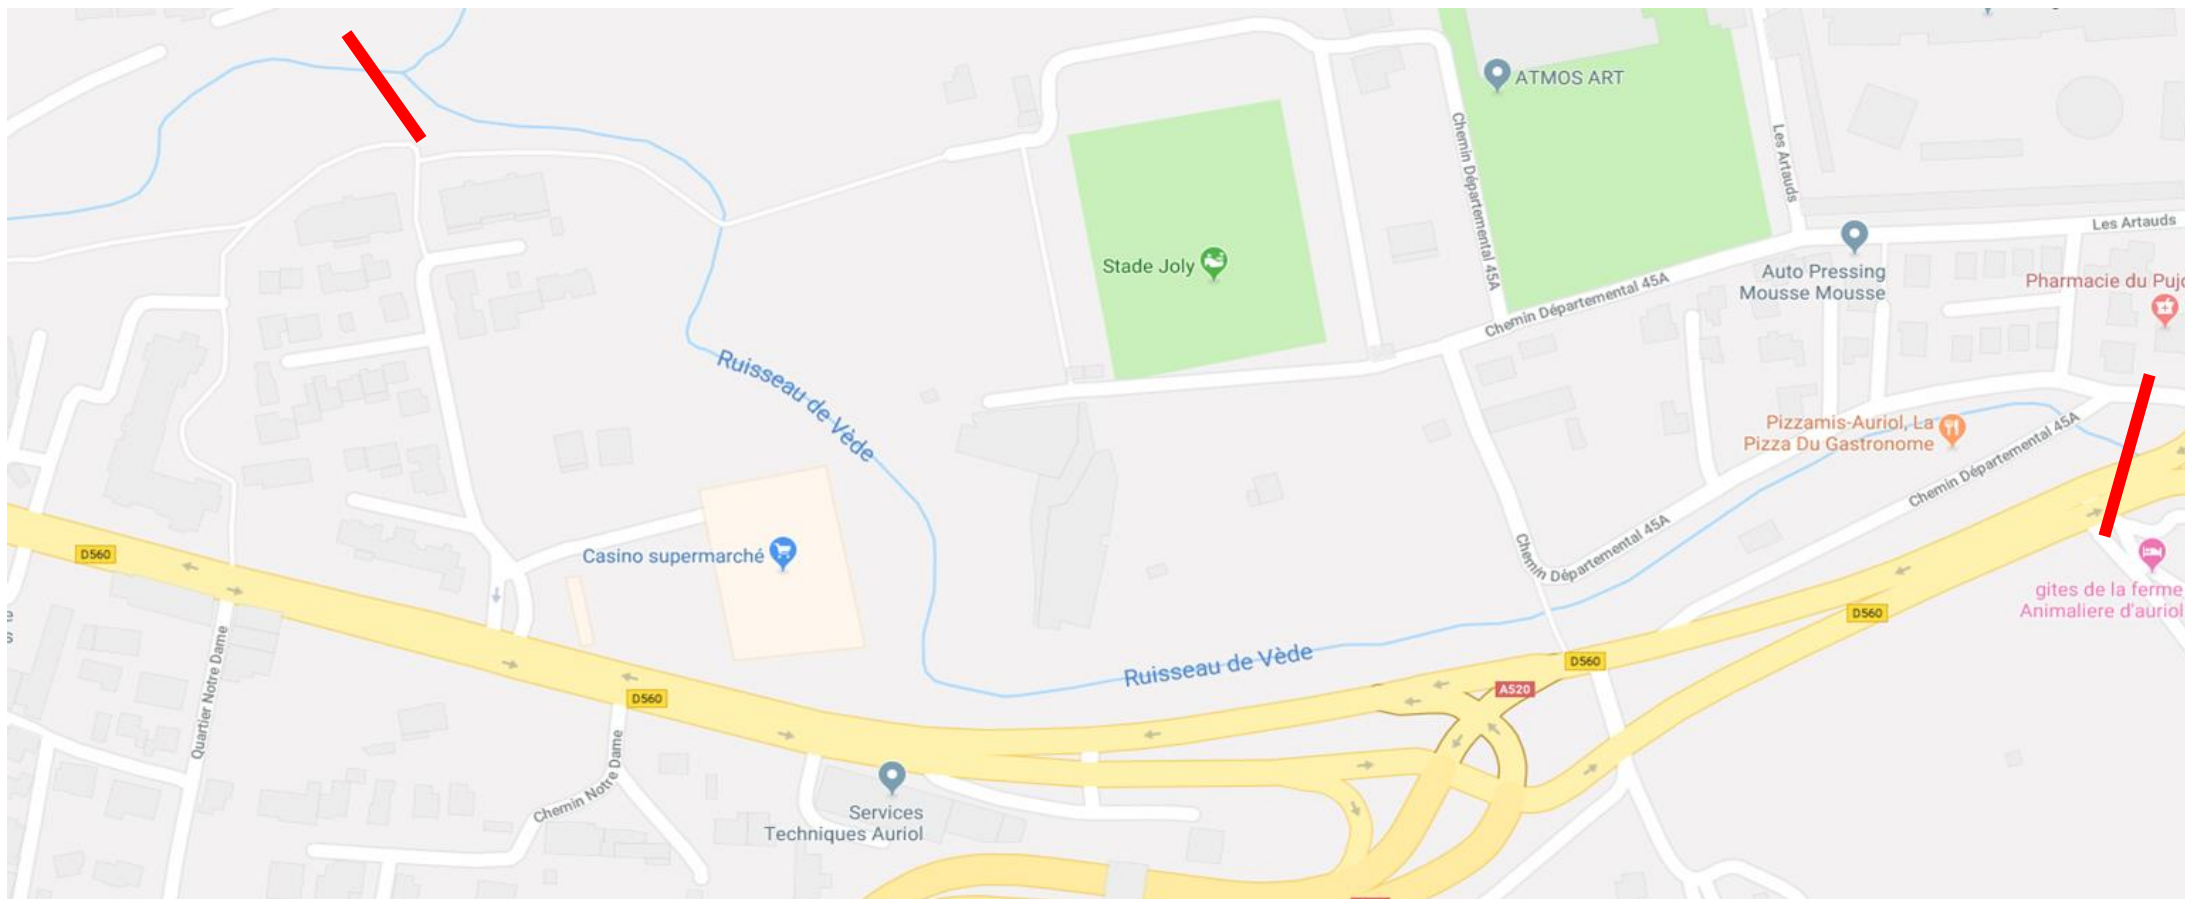 ATMOS ART
Chemin Départemental 45A
Les Artauds
Les Artauds
Stade Joly
Auto Pressing
Mousse Mousse
Pharmacie du Pujo
Chemin Départemental 45A
Ruisseau de Vède
Pizzamis-Auriol, La
Pizza Du Gastronome
Chemin Départemental 45A
Chemin Départemental 45A
D560
Casino supermarché
gites de la ferme
Animaliere d'auriol
D560
Quartier Notre Dame
Ruisseau de Vède
D560
A520
D560
Chemin Notre Dame
Services
Techniques Auriol